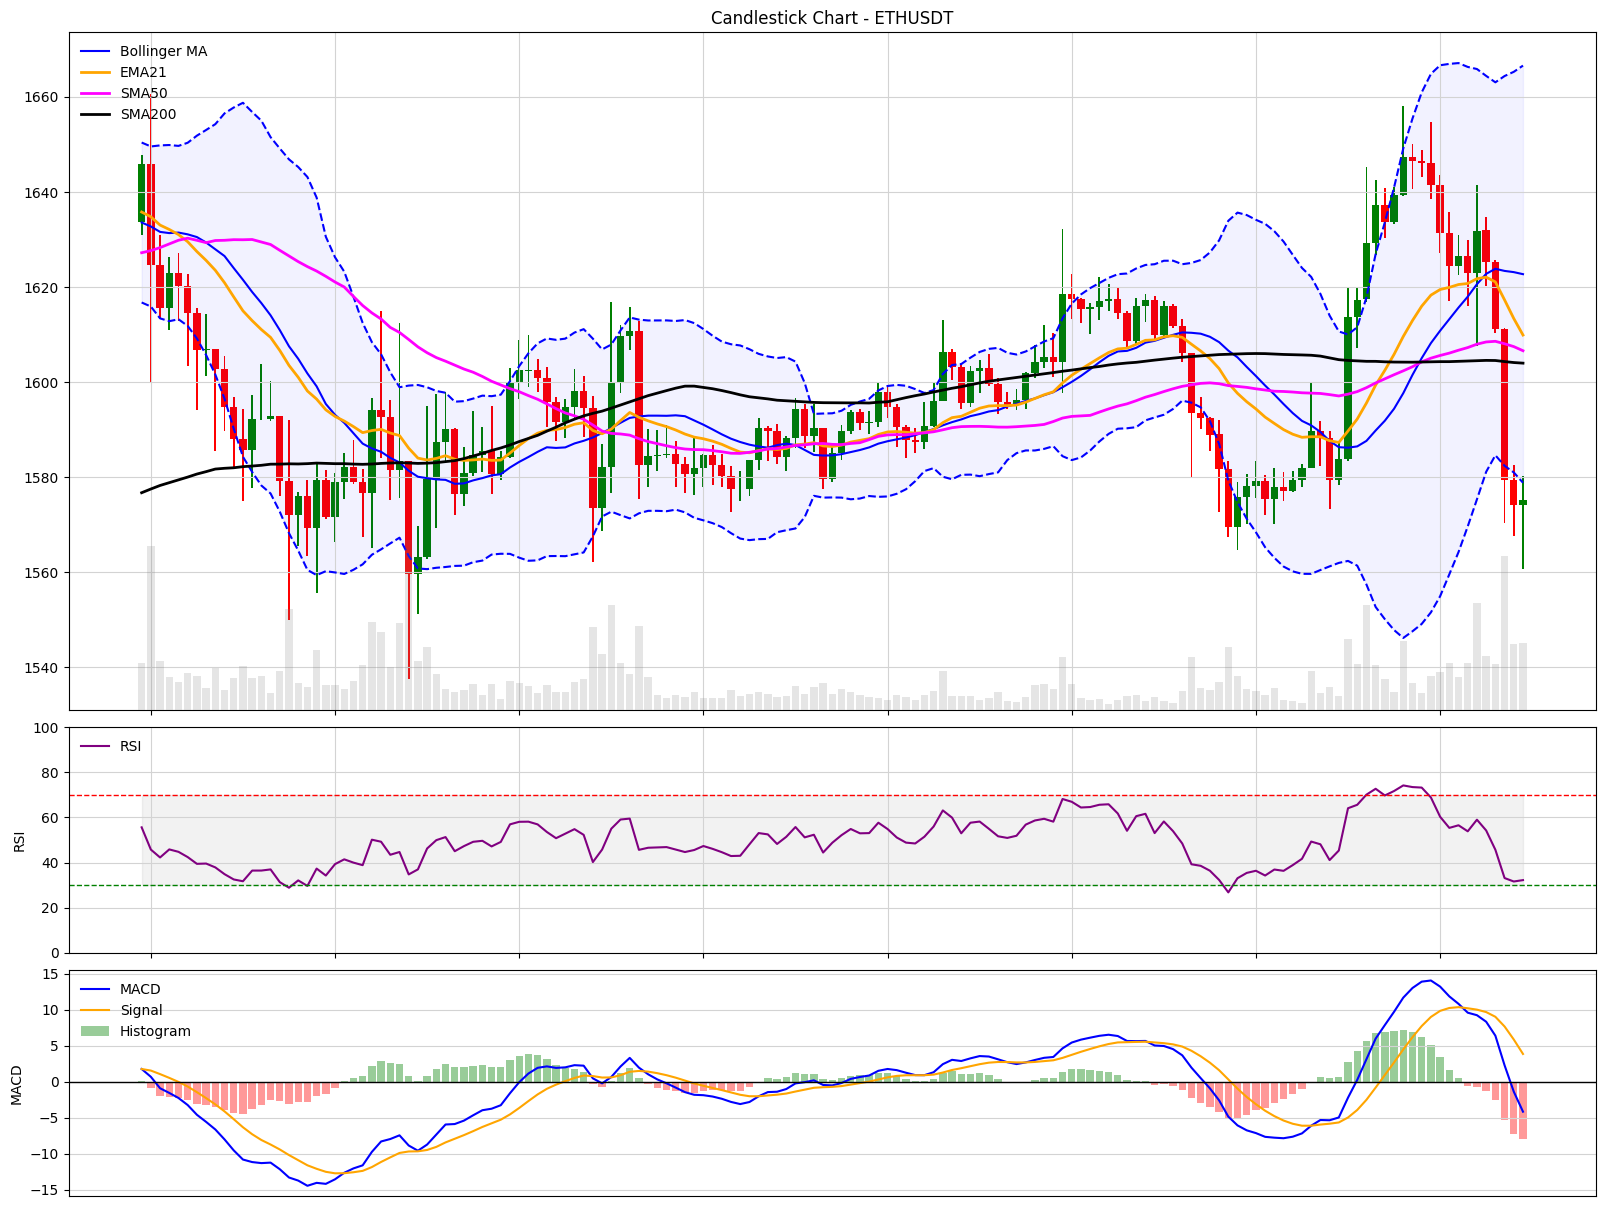 Candlestick Chart - ETHUSDT
Bollinger MA
EMA21
SMA50
SMA200
1660
1640
1620
1600
1580
1560
1540
RSI
100
80
60
40
20
0
RSI
MACD
Signal
Histogram
15
10
5
0
−5
−10
−15
MACD